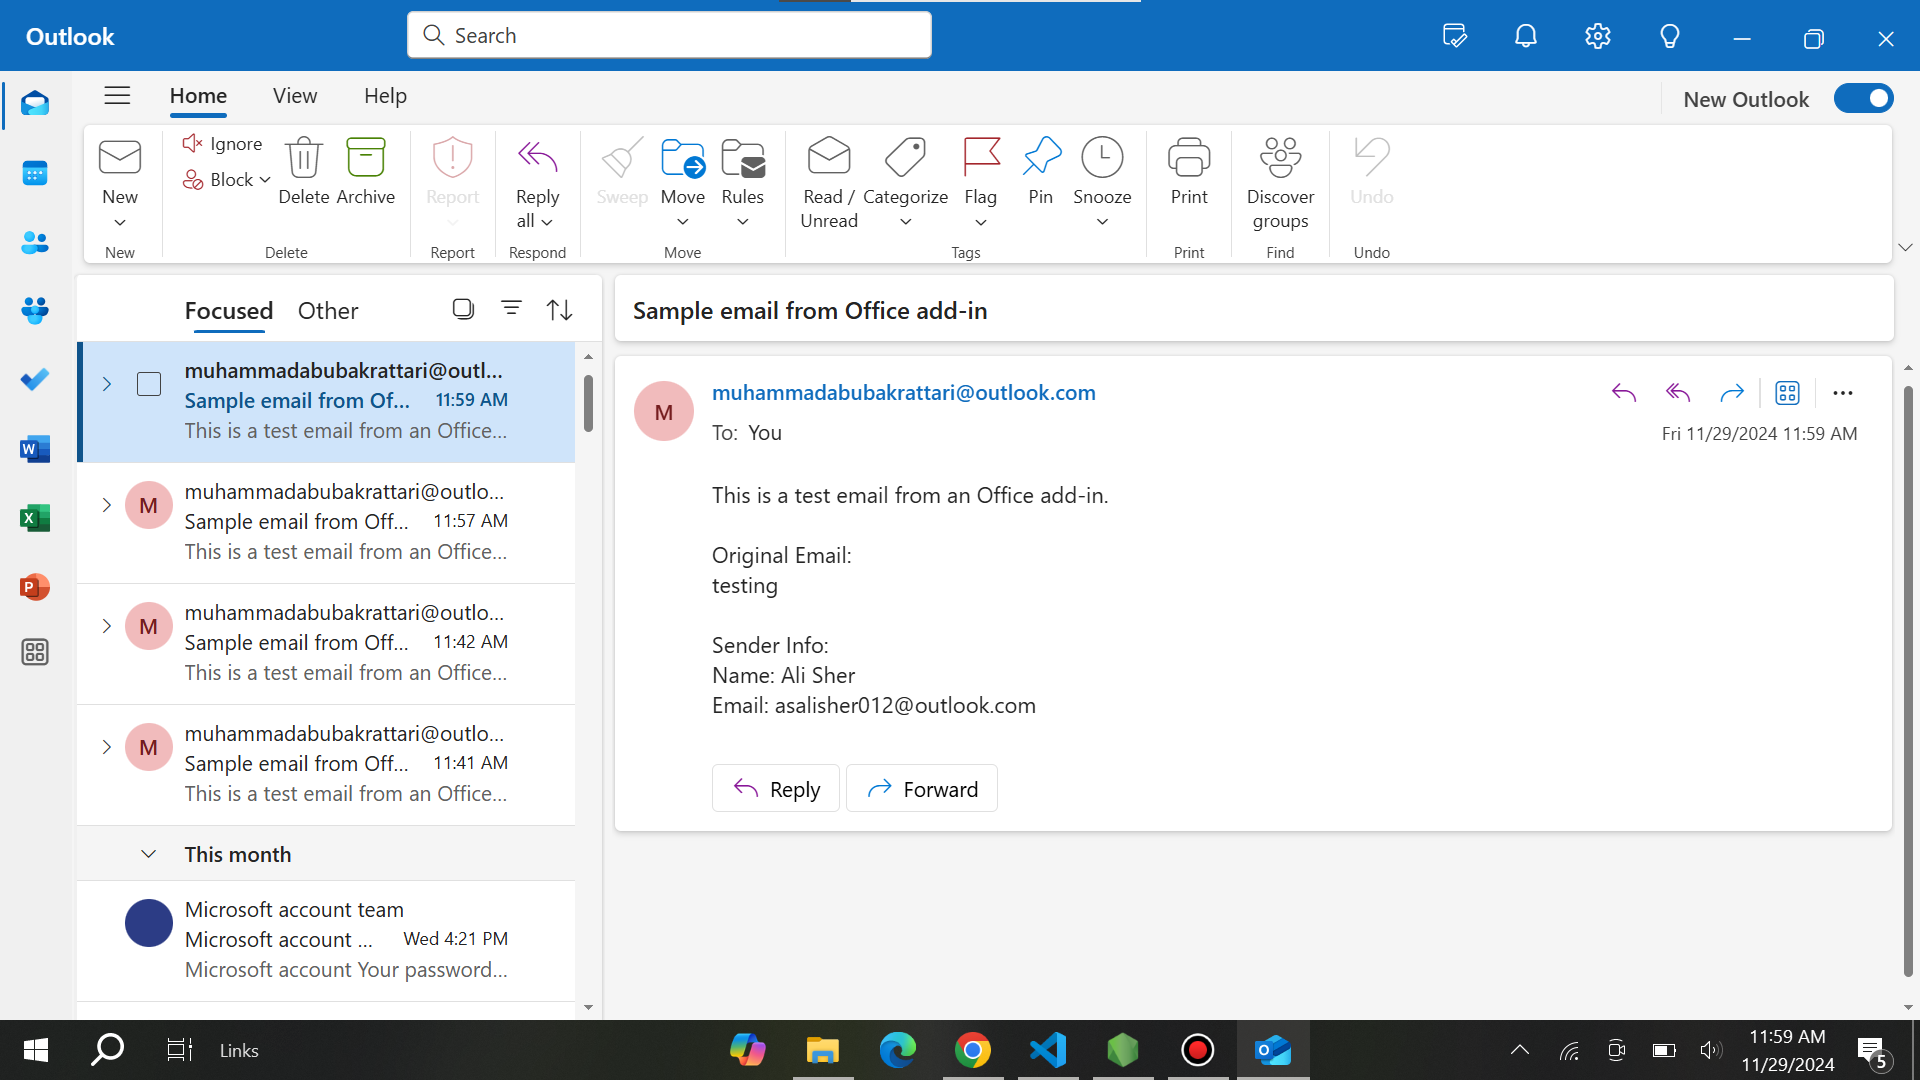 Outlook
Search
Home View Help
New Outlook
New
Ignore
Block
Delete
Archive
Report
Reply all
Sweep
Move
Rules
Read / Unread
Categorize
Flag
Pin
Snooze
Print
Discover groups
Undo
New Delete Report Respond Move Tags Print Find Undo
Focused Other
muhammadabubakrattari@outl...
Sample email from Of... 11:59 AM
This is a test email from an Office...
M
muhammadabubakrattari@outlo...
Sample email from Off... 11:57 AM
This is a test email from an Office...
M
muhammadabubakrattari@outlo...
Sample email from Off... 11:42 AM
This is a test email from an Office...
M
muhammadabubakrattari@outlo...
Sample email from Off... 11:41 AM
This is a test email from an Office...
This month
Microsoft account team
Microsoft account ... Wed 4:21 PM
Microsoft account Your password...
Sample email from Office add-in
M
muhammadabubakrattari@outlook.com
To: You
Fri 11/29/2024 11:59 AM
This is a test email from an Office add-in.
Original Email:
testing
Sender Info:
Name: Ali Sher
Email: asalisher012@outlook.com
Reply
Forward
Links
11:59 AM
11/29/2024
5